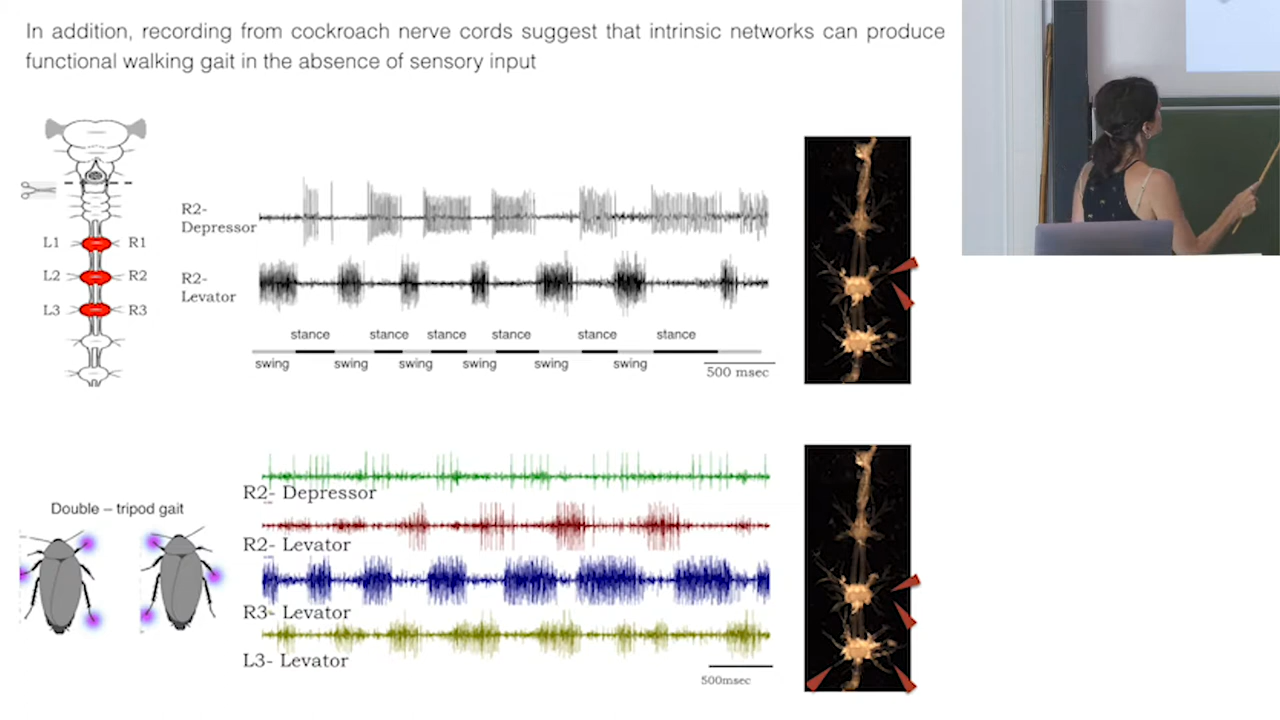 In addition, recording from cockroach nerve cords suggest that intrinsic networks can produce
functional walking gait in the absence of sensory input
L1 R1
L2 R2
L3 R3
R2-
Depressor
R2-
Levator
stance stance stance stance stance stance
swing swing swing swing swing swing
500 msec
Double – tripod gait
R2- Depressor
R2- Levator
R3- Levator
L3- Levator
500msec